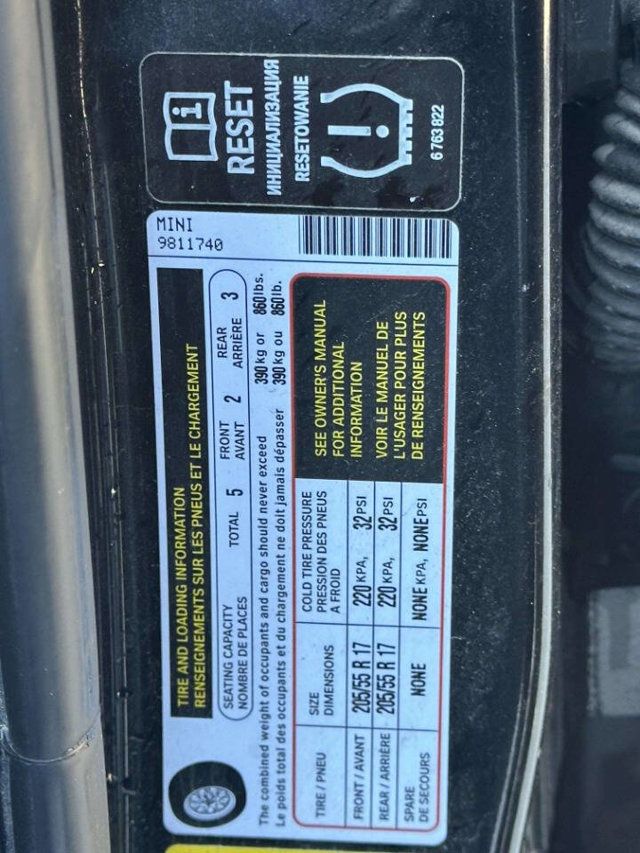 RESET
ИНИЦИАЛИЗАЦИЯ
RESETOWANIE
6 763 822
MINI
9811740
TIRE AND LOADING INFORMATION
RENSEIGNEMENTS SUR LES PNEUS ET LE CHARGEMENT
SEATING CAPACITY
NOMBRE DE PLACES
TOTAL 5
FRONT
AVANT
2
REAR
ARRIÈRE
3
The combined weight of occupants and cargo should never exceed 390 kg or 860 lbs.
Le poids total des occupants et du chargement ne doit jamais dépasser 390 kg ou 860 lb.
TIRE / PNEU
SIZE
DIMENSIONS
COLD TIRE PRESSURE
PRESSION DES PNEUS
A FROID
FRONT / AVANT 205/55 R 17 220 KPA, 32 PSI
REAR / ARRIÈRE 205/55 R 17 220 KPA, 32 PSI
SPARE
DE SECOURS
NONE NONE KPA, NONE PSI
SEE OWNER'S MANUAL
FOR ADDITIONAL
INFORMATION
VOIR LE MANUEL DE
L'USAGER POUR PLUS
DE RENSEIGNEMENTS